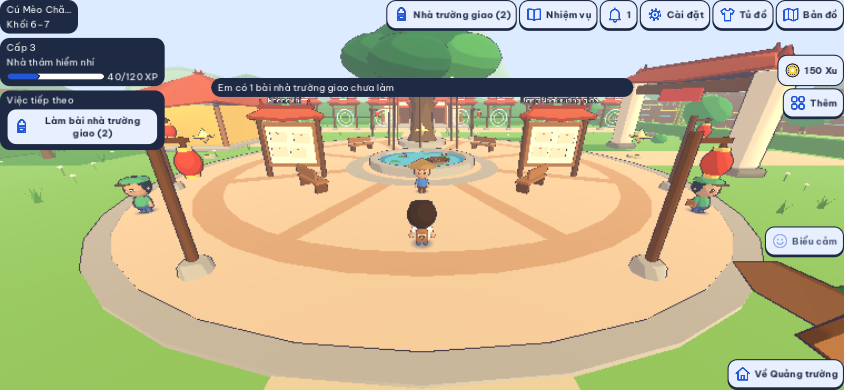 Cú Mèo Chă...
Khối 6-7
Nhà trường giao (2)
Nhiệm vụ
1
Cài đặt
Tủ đồ
Bản đồ
Cấp 3
Nhà thám hiểm nhí
40/120 XP
150 Xu
Em có 1 bài nhà trường giao chưa làm
Việc tiếp theo
Thêm
Làm bài nhà trường
giao (2)
Biểu cảm
Về Quảng trường